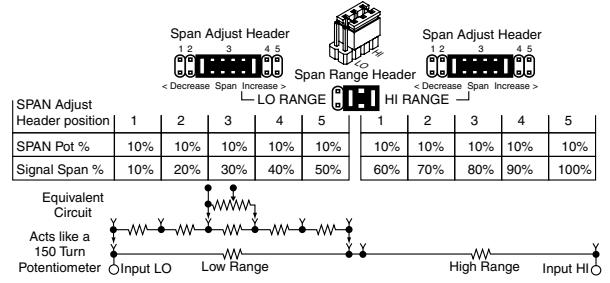 Span Adjust Header
1 2 3 4 5
< Decrease Span Increase >
HI
LO
Span Range Header
Span Adjust Header
1 2 3 4 5
< Decrease Span Increase >
LO RANGE HI RANGE
SPAN Adjust
Header position 1 2 3 4 5 1 2 3 4 5
SPAN Pot % 10% 10% 10% 10% 10% 10% 10% 10% 10% 10%
Signal Span % 10% 20% 30% 40% 50% 60% 70% 80% 90% 100%
Equivalent
Circuit
Acts like a
150 Turn
Potentiometer
Input LO Low Range High Range Input HI